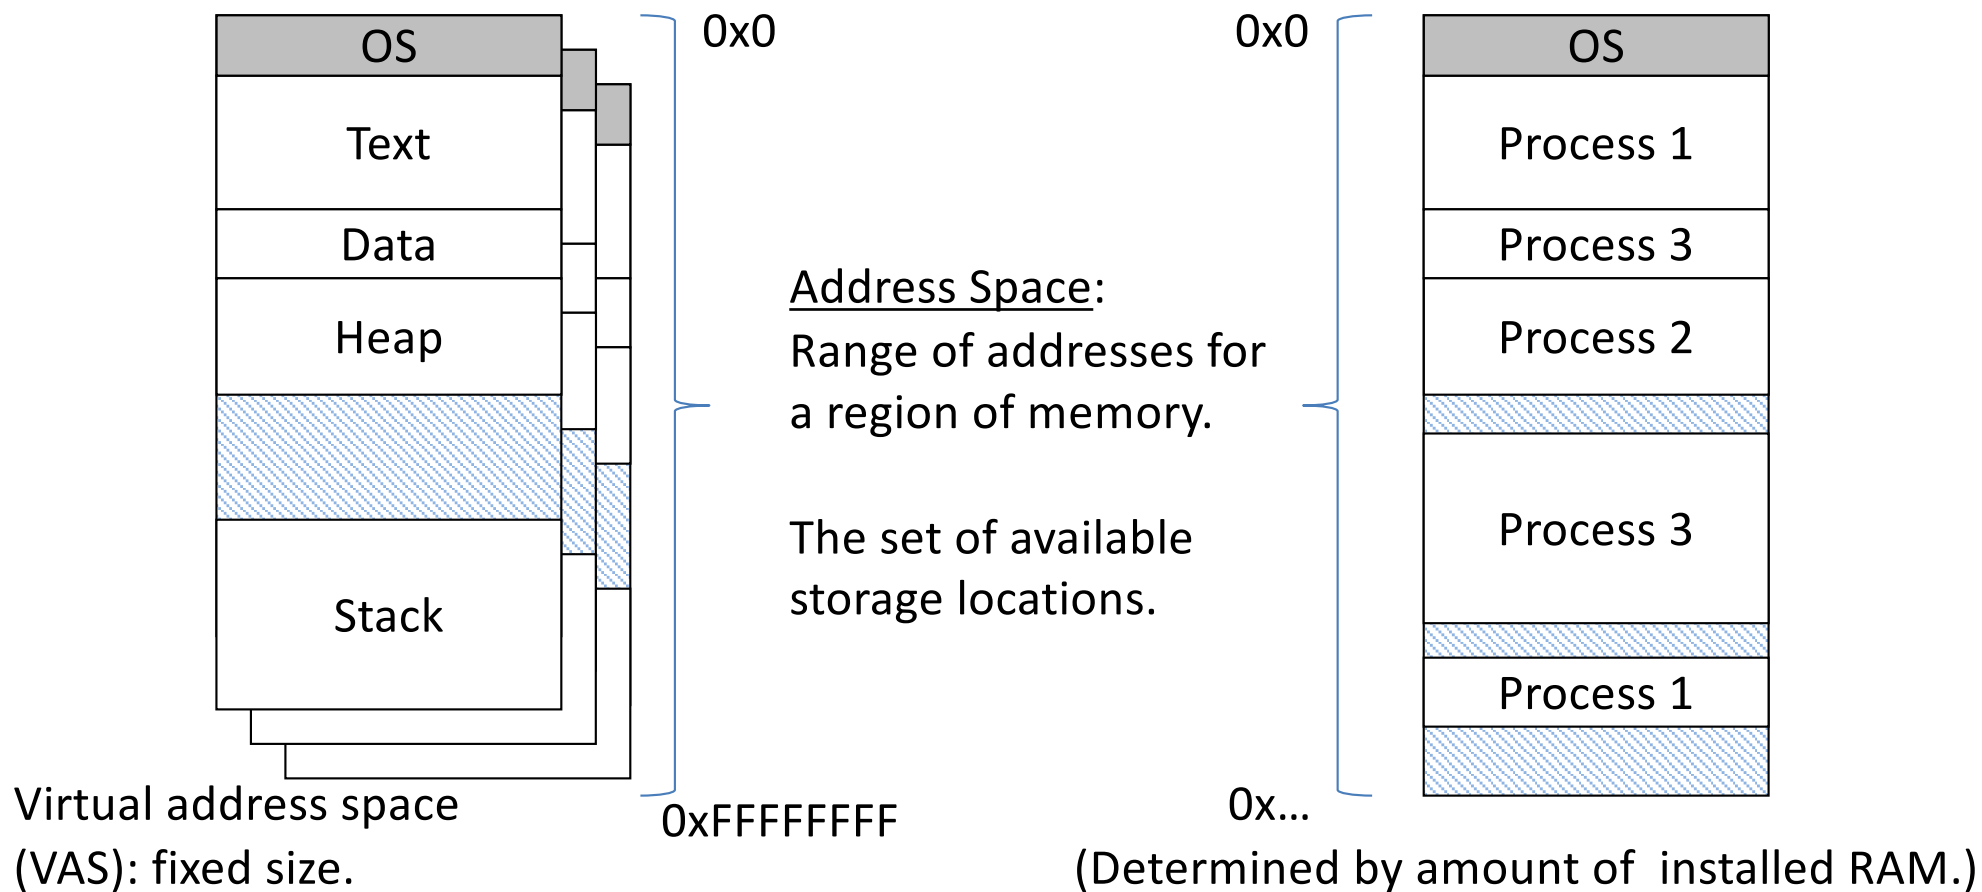 OS
Text
Data
Heap
Stack
Virtual address space
(VAS): fixed size.
0x0
0xFFFFFFFF
Address Space:
Range of addresses for
a region of memory.
The set of available
storage locations.
0x0
0x...
OS
Process 1
Process 3
Process 2
Process 3
Process 1
(Determined by amount of  installed RAM.)